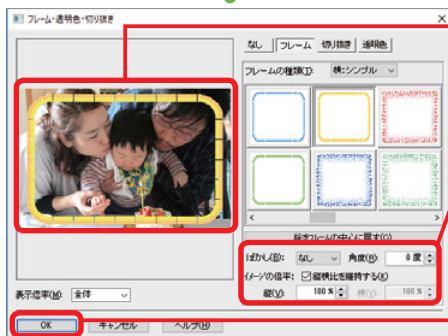 フレーム・透明色・切り抜き
なし フレーム 切り抜き 透明色
フレームの種類(T): 横:シンプル
絵をフレームの中心に戻す(C)
ぼかし(B): なし 角度(R): 0 度
イメージの倍率: 縦横比を維持する(K)
縦(V): 100 % 横(Y): 100 %
表示倍率(M): 全体
OK キャンセル ヘルプ(H)